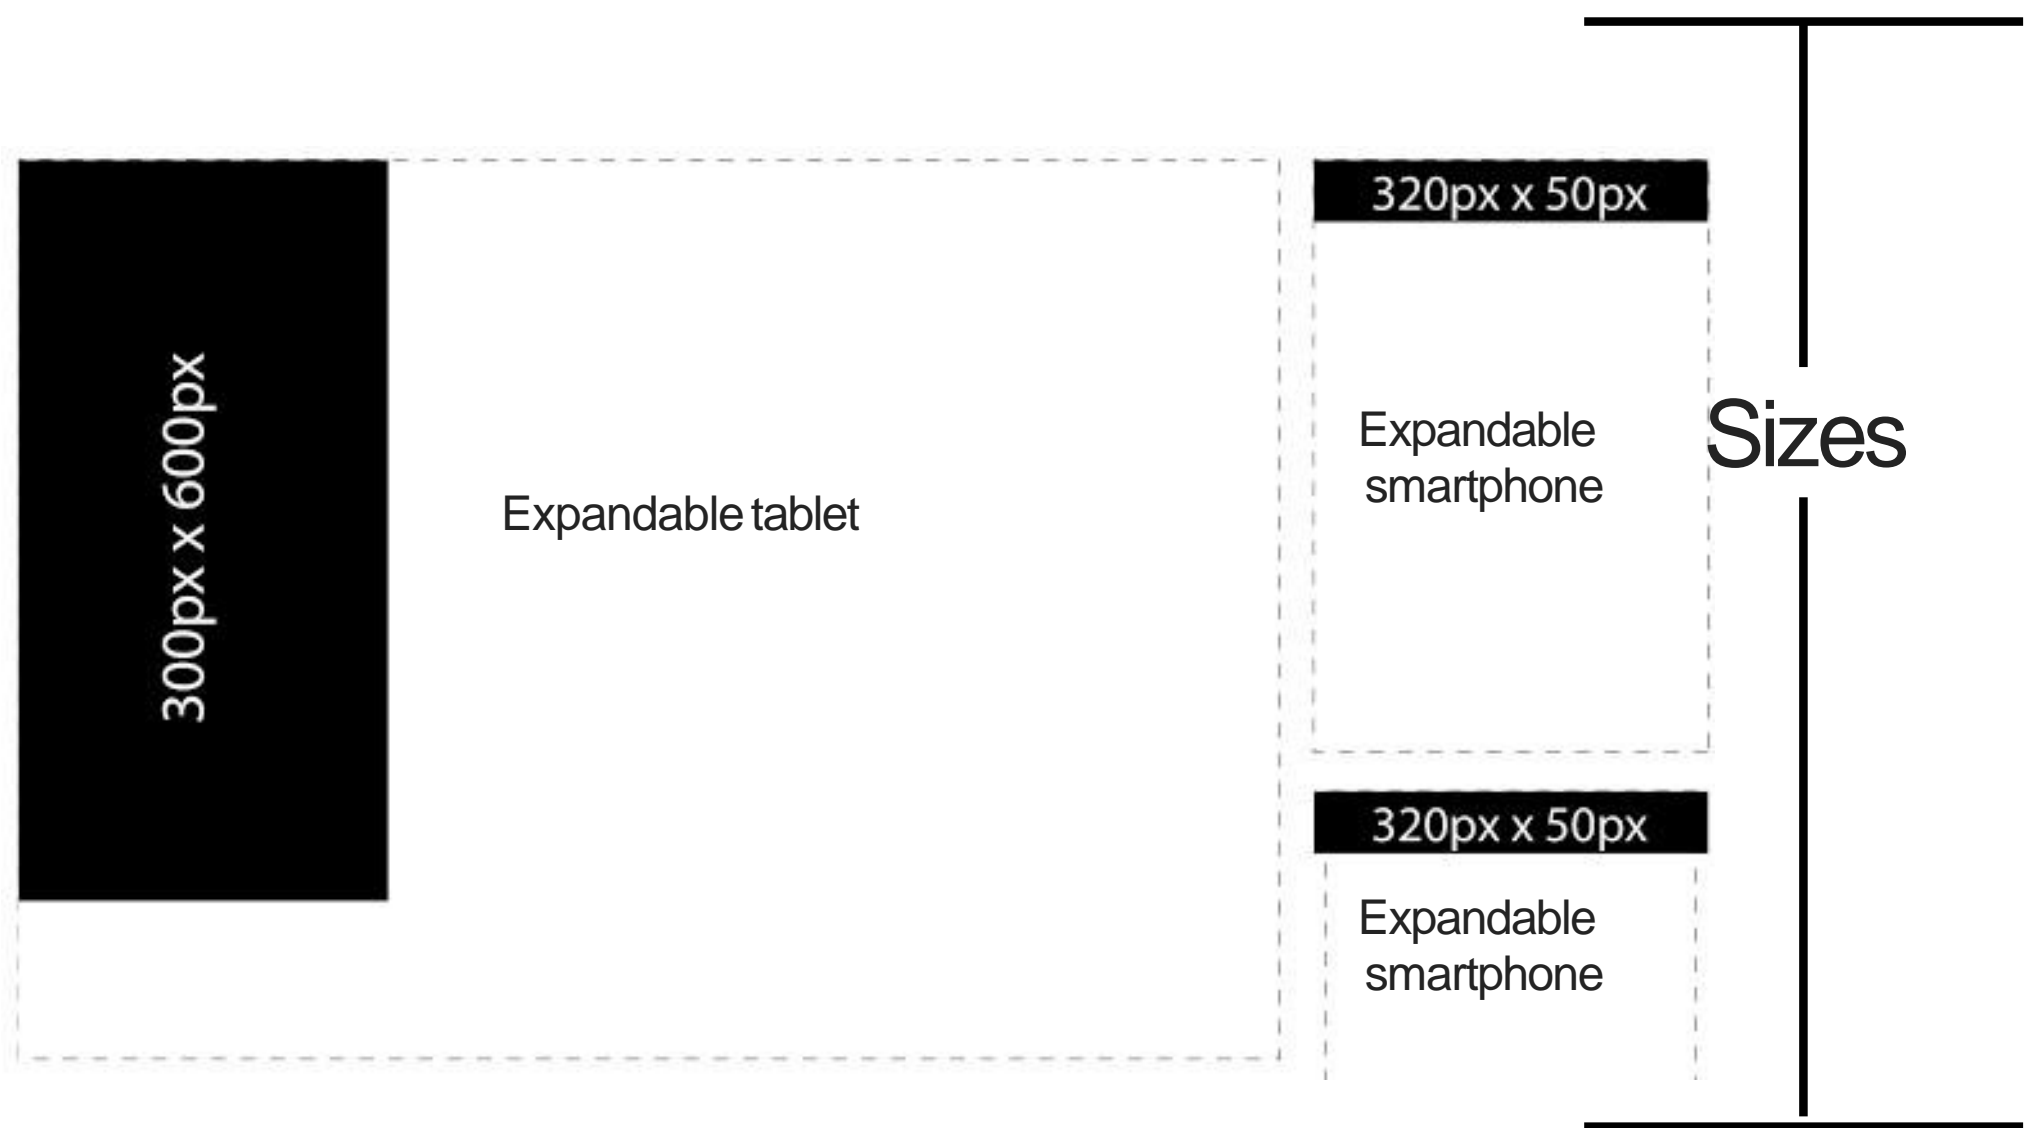 300px x 600px
Expandable tablet
320px x 50px
Expandable
smartphone
320px x 50px
Expandable
smartphone
Sizes